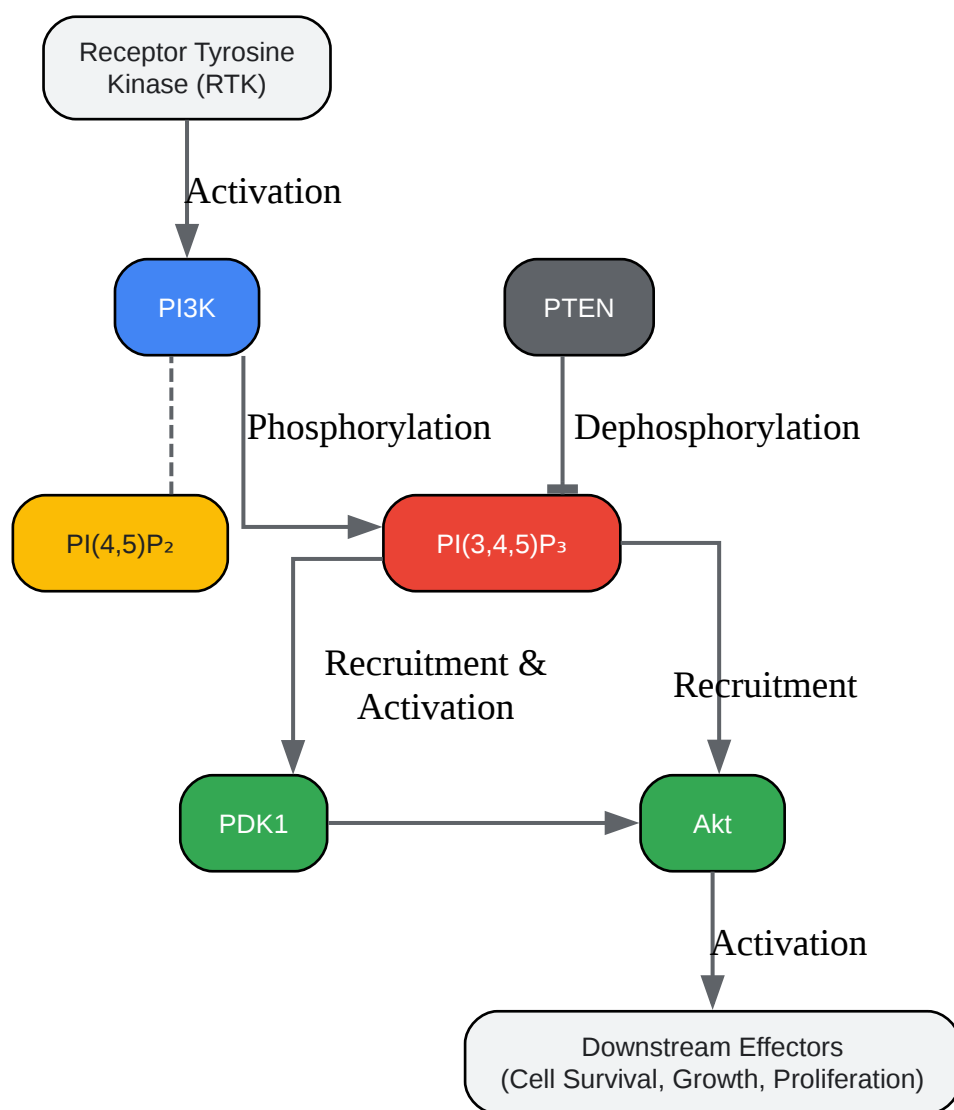 Receptor Tyrosine
Kinase (RTK)
Activation
PI3K
PTEN
Phosphorylation
Dephosphorylation
PI(4,5)P₂
PI(3,4,5)P₃
Recruitment &
Activation
Recruitment
PDK1
Akt
Activation
Downstream Effectors
(Cell Survival, Growth, Proliferation)